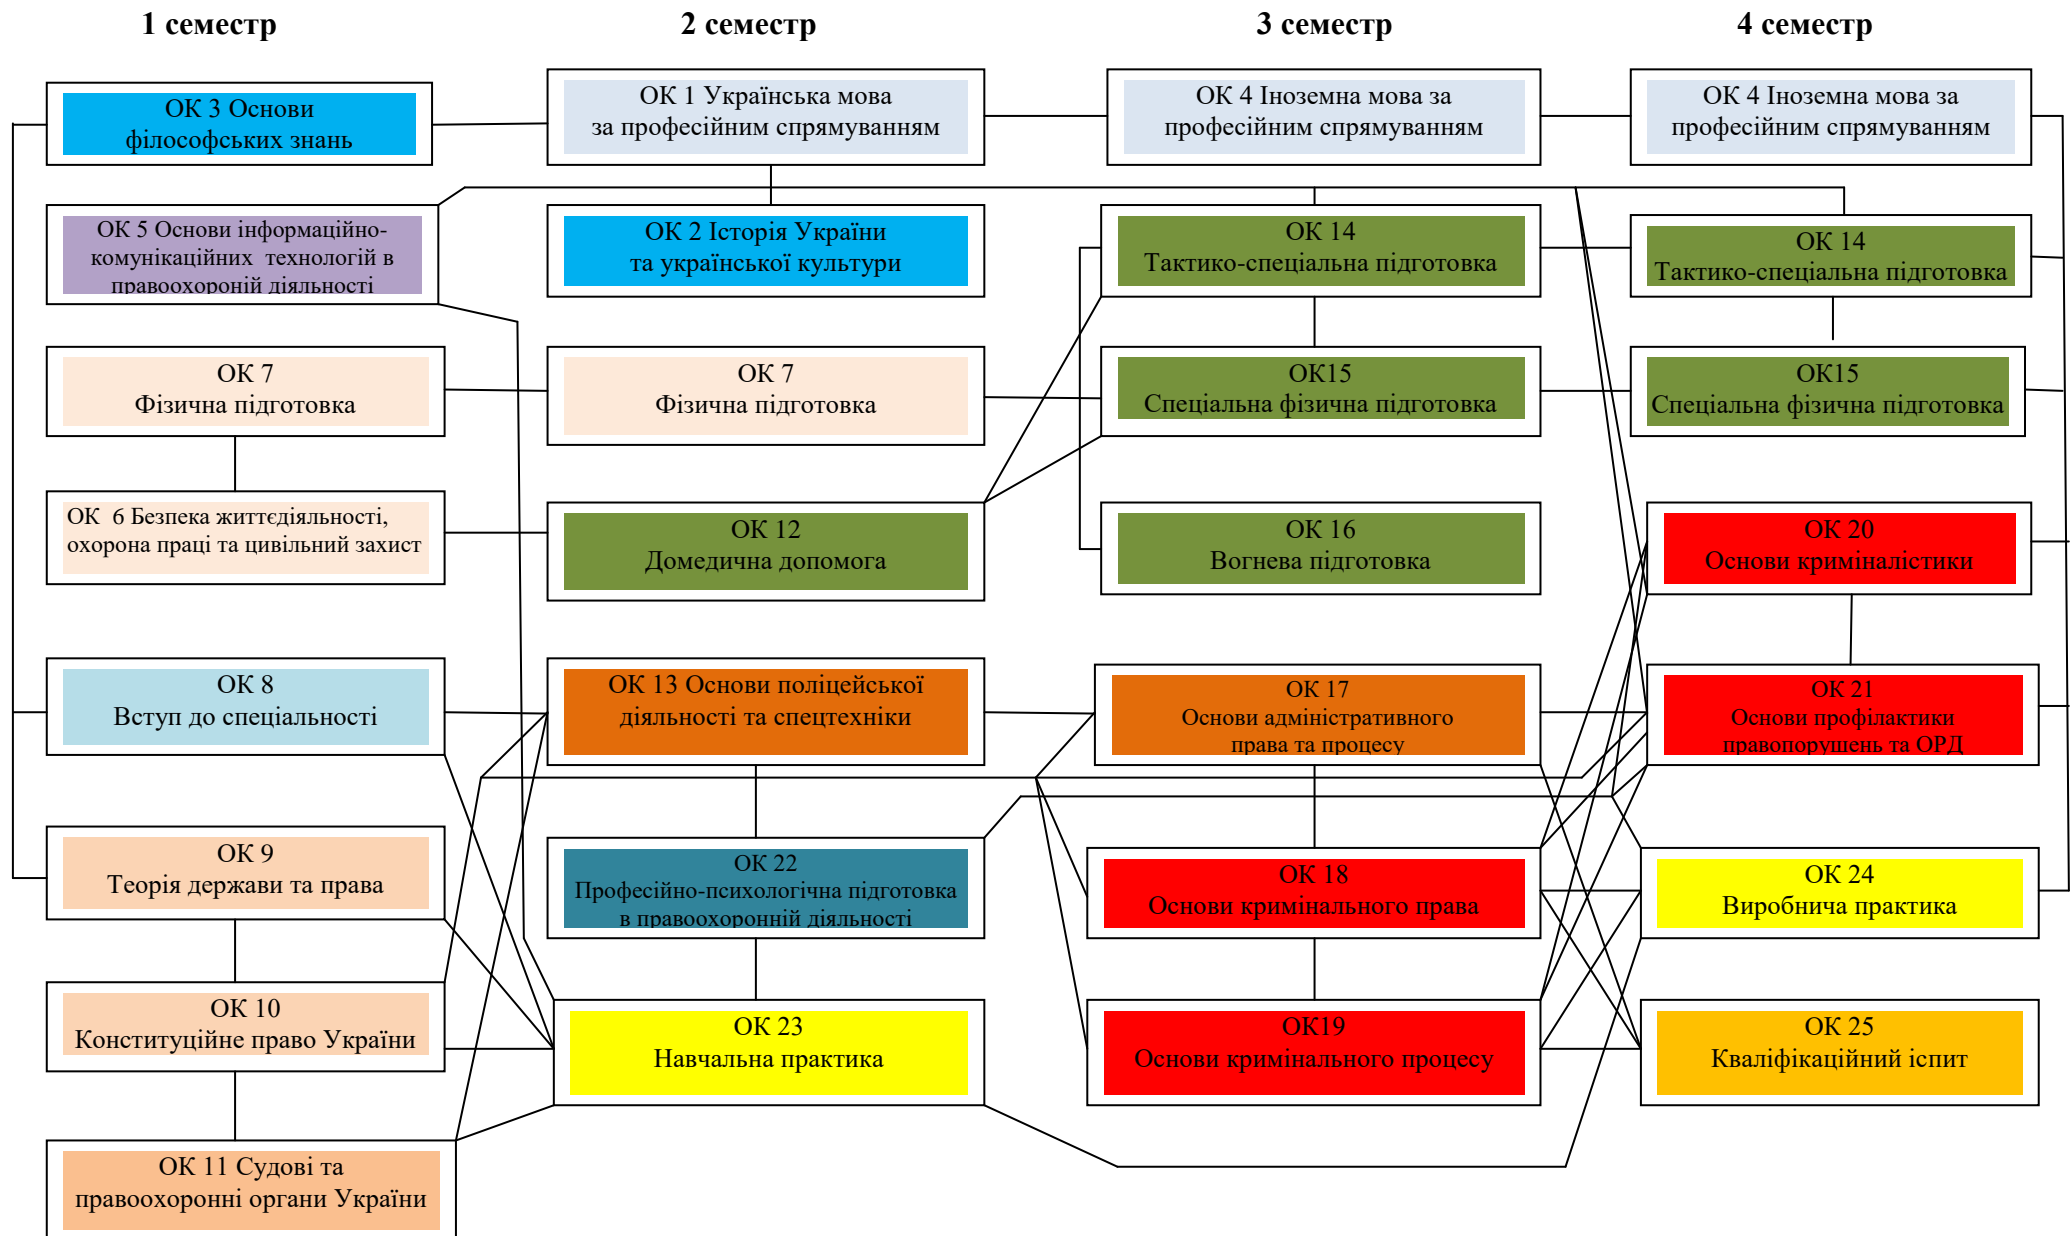 1 семестр
2 семестр
3 семестр
4 семестр
ОК 3 Основи
філософських знань
ОК 1 Українська мова
за професійним спрямуванням
ОК 4 Іноземна мова за
професійним спрямуванням
ОК 4 Іноземна мова за
професійним спрямуванням
ОК 5 Основи інформаційно-
комунікаційних технологій в
правоохороній діяльності
ОК 2 Історія України
та української культури
ОК 14
Тактико-спеціальна підготовка
ОК 14
Тактико-спеціальна підготовка
ОК 7
Фізична підготовка
ОК 7
Фізична підготовка
ОК15
Спеціальна фізична підготовка
ОК15
Спеціальна фізична підготовка
ОК 6 Безпека життєдіяльності,
охорона праці та цивільний захист
ОК 12
Домедична допомога
ОК 16
Вогнева підготовка
ОК 20
Основи криміналістики
ОК 8
Вступ до спеціальності
ОК 13 Основи поліцейської
діяльності та спецтехніки
ОК 17
Основи адміністративного
права та процесу
ОК 21
Основи профілактики
правопорушень та ОРД
ОК 9
Теорія держави та права
ОК 22
Професійно-психологічна підготовка
в правоохоронній діяльності
ОК 18
Основи кримінального права
ОК 24
Виробнича практика
ОК 10
Конституційне право України
ОК 23
Навчальна практика
ОК19
Основи кримінального процесу
ОК 25
Кваліфікаційний іспит
ОК 11 Судові та
правоохоронні органи України